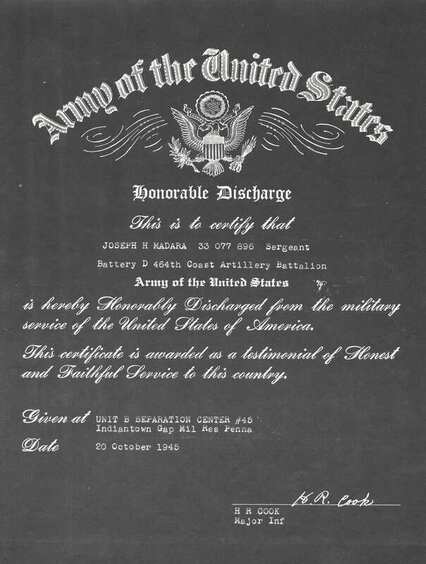 Army of the United States
Honorable Discharge
This is to certify that
JOSEPH H MADARA 33 077 896 Sergeant
Battery D 464th Coast Artillery Battalion
Army of the United States
is hereby Honorably Discharged from the military
service of the United States of America.
This certificate is awarded as a testimonial of Honest
and Faithful Service to this country.
Given at UNIT B SEPARATION CENTER #45
Indiantown Gap Mil Res Penna
Date 20 October 1945
H.R. Cook
H R COOK
Major Inf